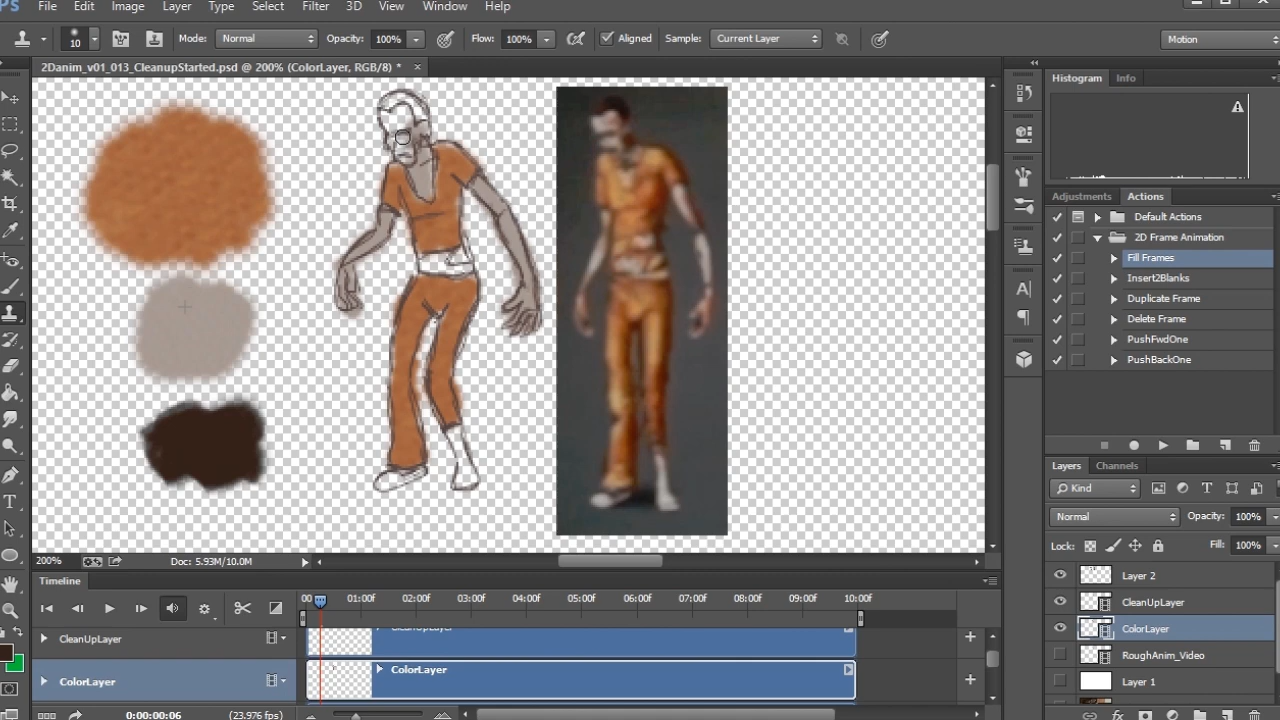 PS File Edit Image Layer Type Select Filter 3D View Window Help
10 Mode: Normal Opacity: 100% Flow: 100% Aligned Sample: Current Layer Motion
2Danim_v01_013_CleanupStarted.psd @ 200% (ColorLayer, RGB/8) * ×
Histogram Info
Adjustments Actions
Default Actions
2D Frame Animation
Fill Frames
Insert2Blanks
Duplicate Frame
Delete Frame
PushFwdOne
PushBackOne
Layers Channels
Kind
Normal Opacity: 100%
Lock: Fill: 100%
Layer 2
CleanUpLayer
ColorLayer
RoughAnim_Video
Layer 1
200% Doc: 5.93M/10.0M
Timeline
00 01:00f 02:00f 03:00f 04:00f 05:00f 06:00f 07:00f 08:00f 09:00f 10:00f
CleanUpLayer CleanUpLayer
ColorLayer ColorLayer
0:00:00:06 (23.976 fps)